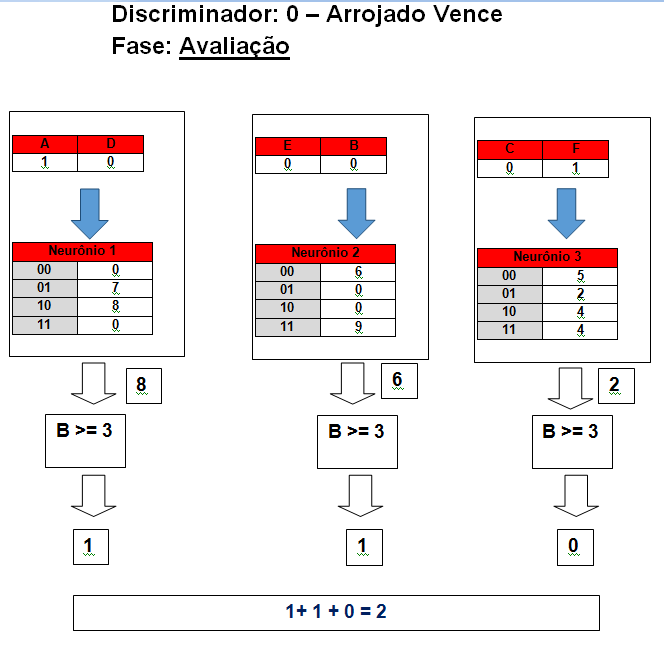 Discriminador: 0 – Arrojado Vence
Fase: Avaliação
A D
1 0
Neurônio 1
00 0
01 7
10 8
11 0
8
B >= 3
1
E B
0 0
Neurônio 2
00 6
01 0
10 0
11 9
6
B >= 3
1
C F
0 1
Neurônio 3
00 5
01 2
10 4
11 4
2
B >= 3
0
1+ 1 + 0 = 2